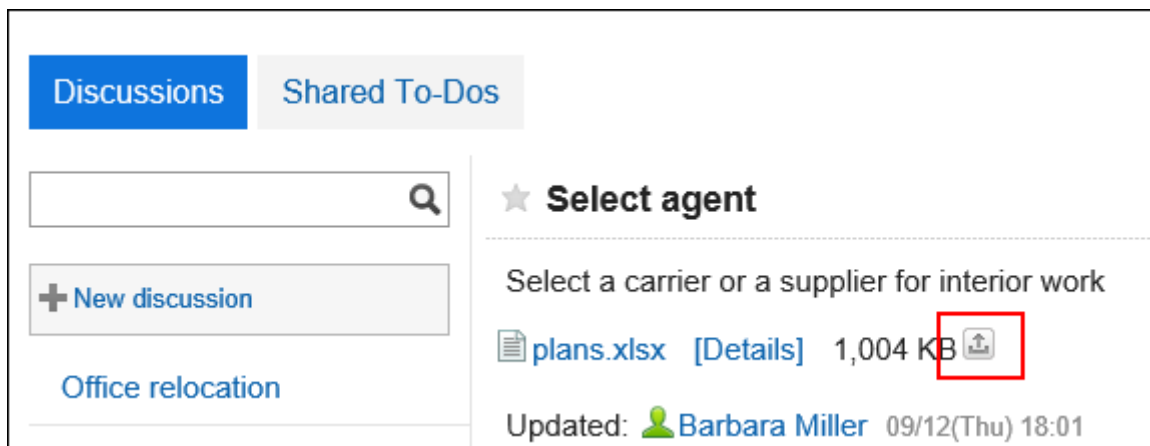 Discussions
Shared To-Dos
New discussion
Office relocation
Select agent
Select a carrier or a supplier for interior work
plans.xlsx [Details] 1,004 KB
Updated: Barbara Miller 09/12(Thu) 18:01